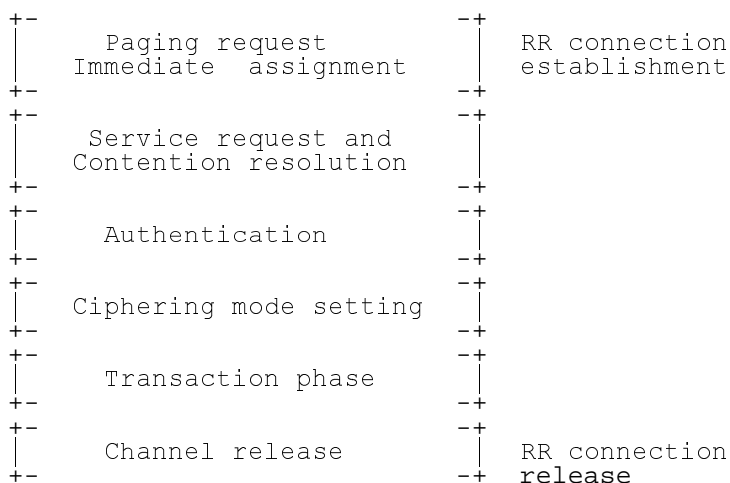 Paging request RR connection
Immediate assignment establishment
Service request and
Contention resolution
Authentication
Ciphering mode setting
Transaction phase
Channel release RR connection
release